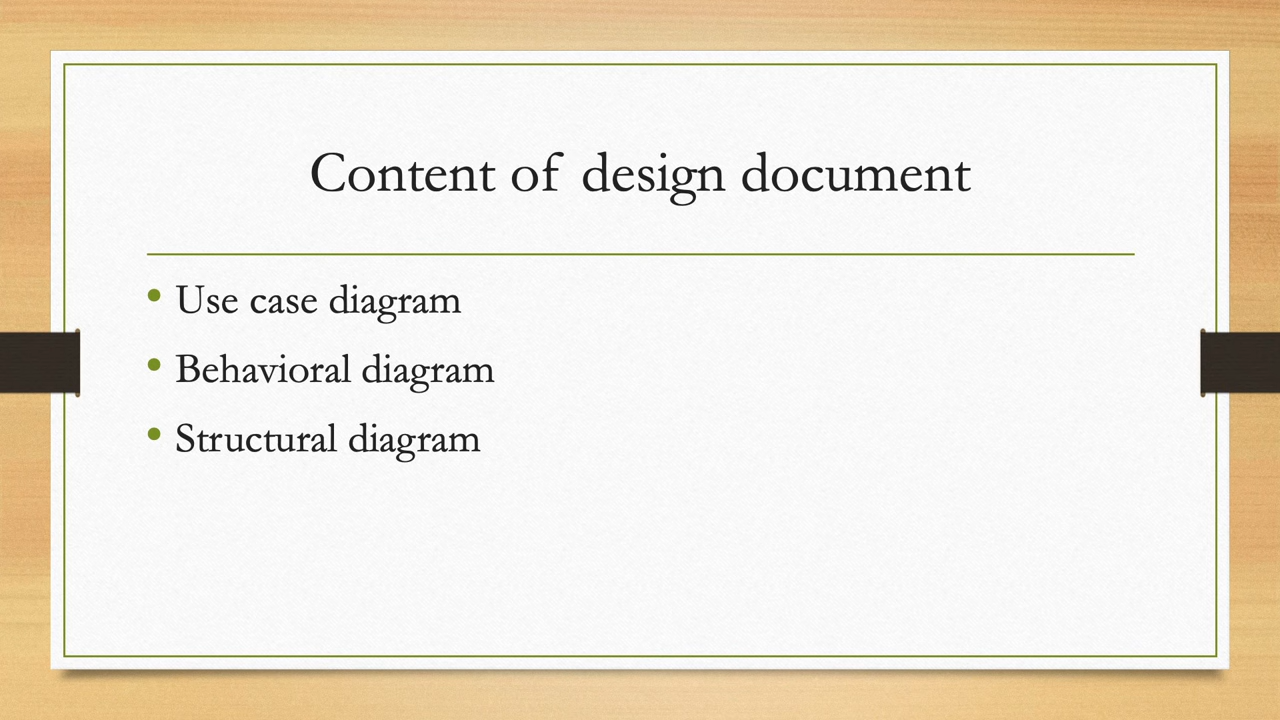 Content of design document
• Use case diagram
• Behavioral diagram
• Structural diagram